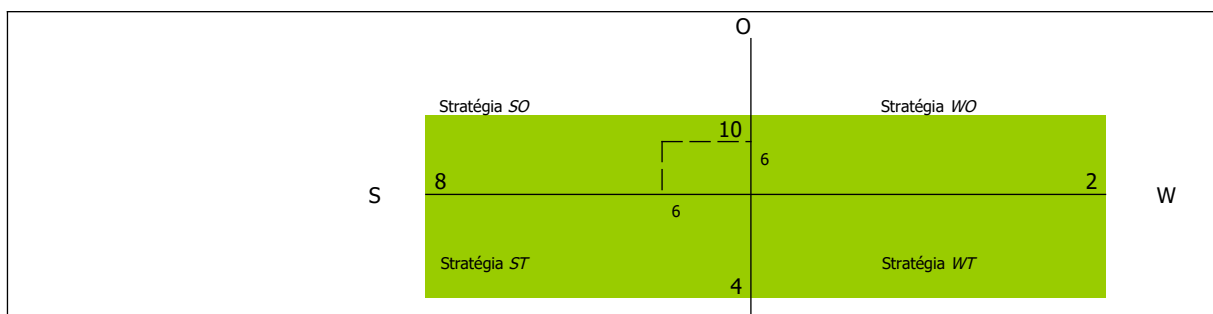 O
Stratégia SO
Stratégia WO
10
6
S
8
2
W
6
Stratégia ST
Stratégia WT
4